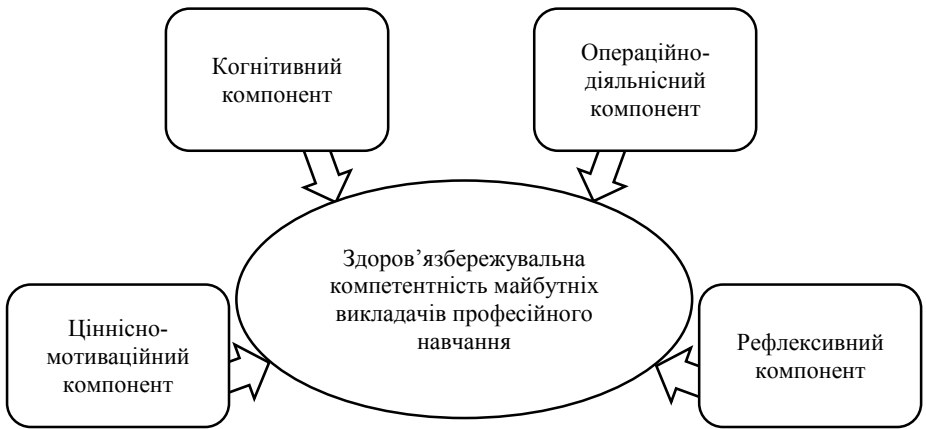 Когнітивний
компонент
Операційно-
діяльнісний
компонент
Здоров’язбережувальна
компетентність майбутніх
викладачів професійного
навчання
Ціннісно-
мотиваційний
компонент
Рефлексивний
компонент